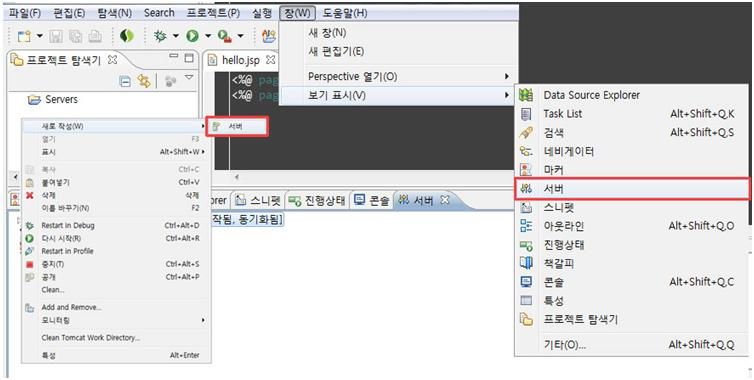 파일(F) 편집(E) 탐색(N) Search 프로젝트(P) 실행 창(W) 도움말(H)
새 창(N)
새 편집기(E)
Perspective 열기(O)
보기 표시(V)
프로젝트 탐색기
hello.jsp
<%@ pag
<%@ pag
Servers
새로 작성(W)
서버
열기 F3
표시 Alt+Shift+W
복사 Ctrl+C
붙여넣기 Ctrl+V
삭제 삭제
이름 바꾸기(N) F2
Restart in Debug Ctrl+Alt+D
다시 시작(R) Ctrl+Alt+R
Restart in Profile
중지(T) Ctrl+Alt+S
공개 Ctrl+Alt+P
Clean...
Add and Remove...
모니터링
Clean Tomcat Work Directory...
특성 Alt+Enter
rer 스니펫 진행상태 콘솔 서버
작됨, 동기화됨]
Data Source Explorer
Task List Alt+Shift+Q,K
검색 Alt+Shift+Q,S
네비게이터
마커
서버
스니펫
아웃라인 Alt+Shift+Q,O
진행상태
책갈피
콘솔 Alt+Shift+Q,C
특성
프로젝트 탐색기
기타(O)... Alt+Shift+Q,Q